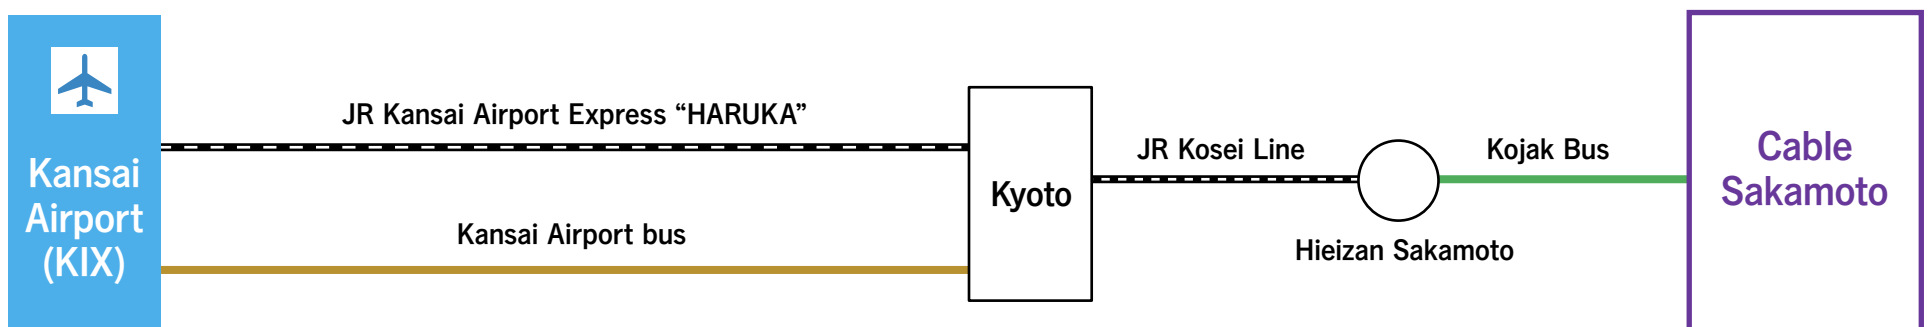 Kansai
Airport
(KIX)
JR Kansai Airport Express “HARUKA”
Kansai Airport bus
Kyoto
JR Kosei Line
Hieizan Sakamoto
Kojak Bus
Cable
Sakamoto